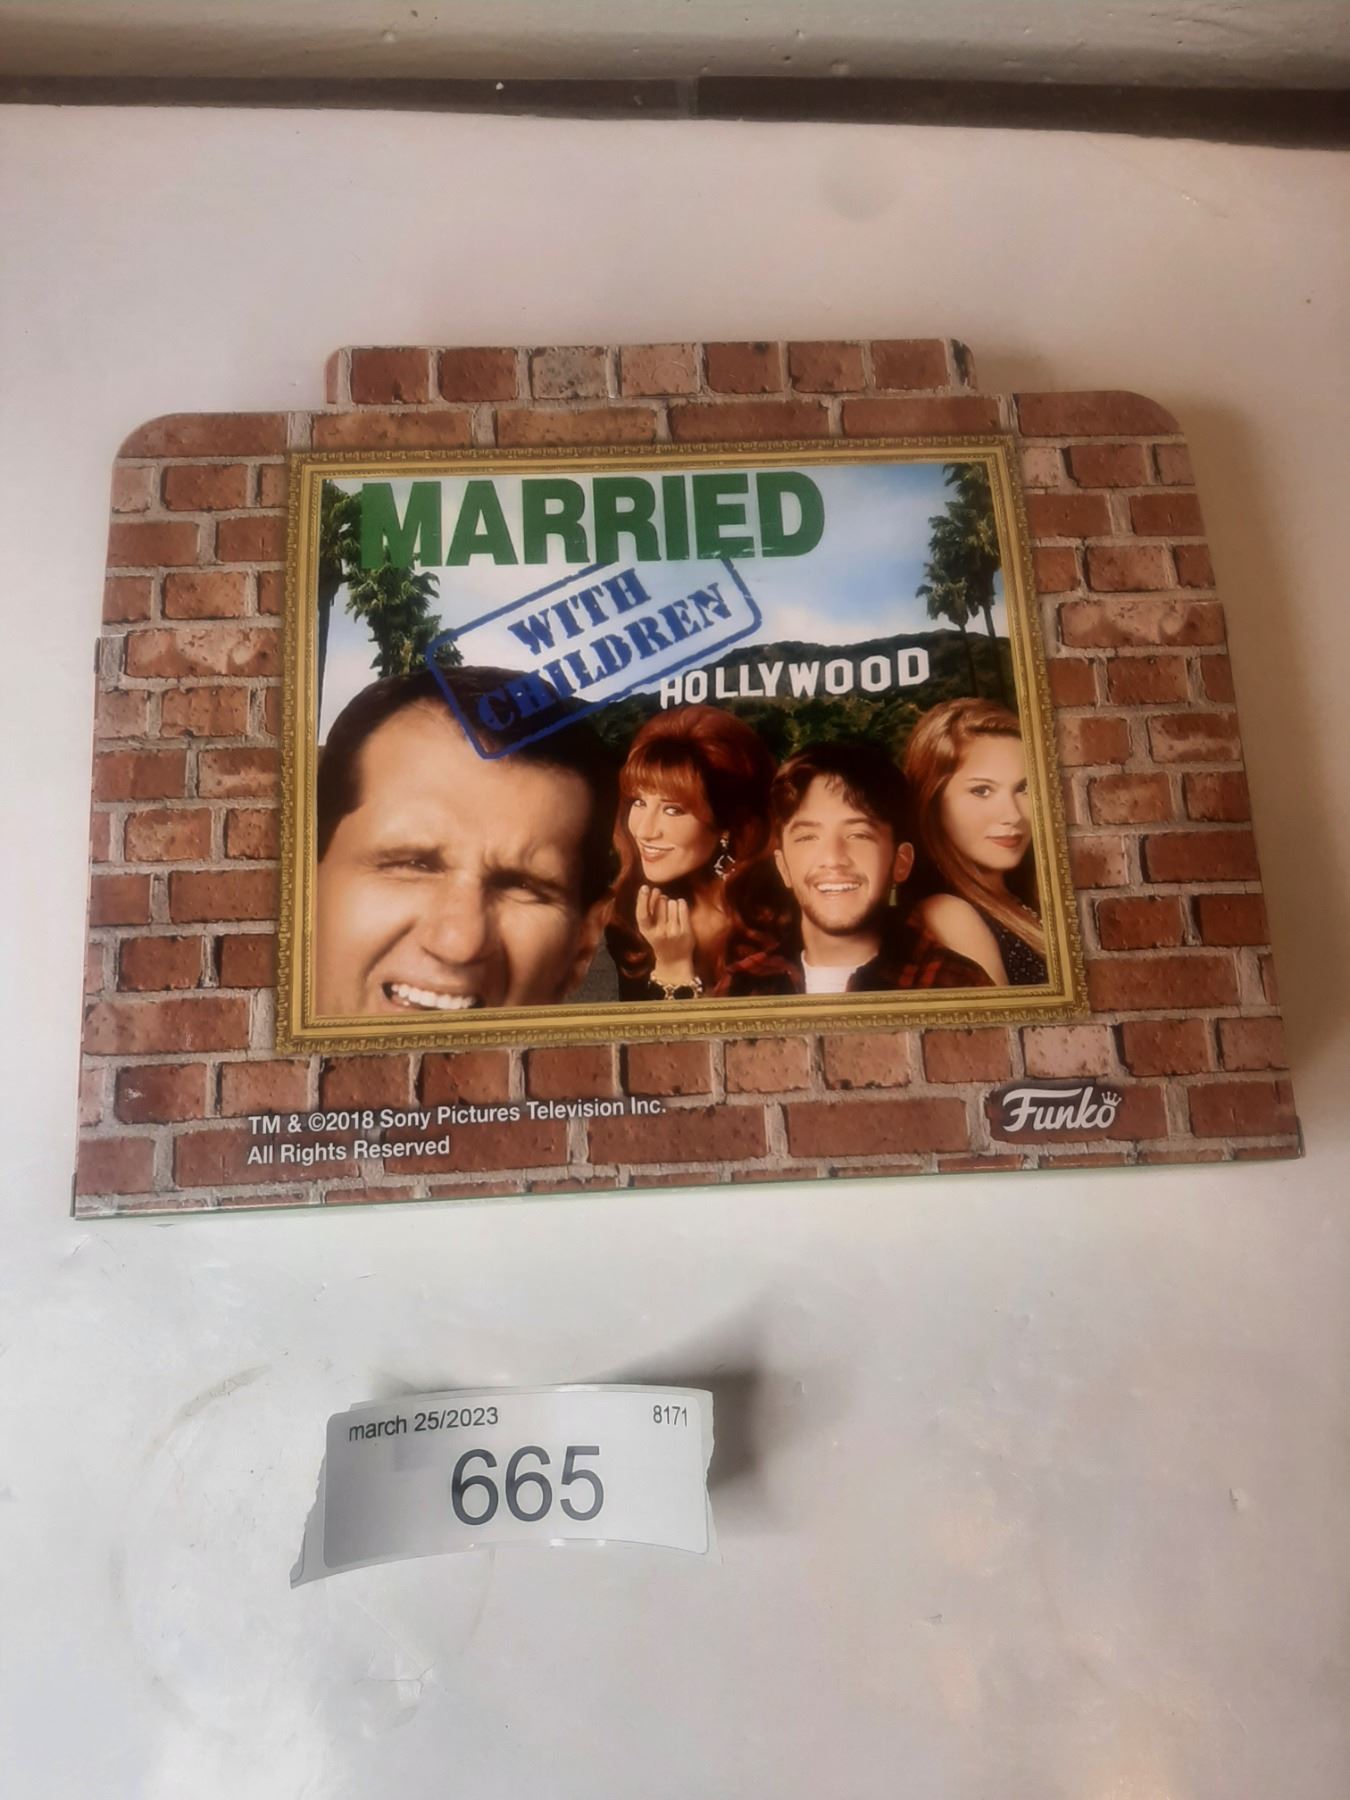 MARRIED
WITH
CHILDREN
HOLLYWOOD
TM & ©2018 Sony Pictures Television Inc.
All Rights Reserved
Funko
march 25/2023 8171
665